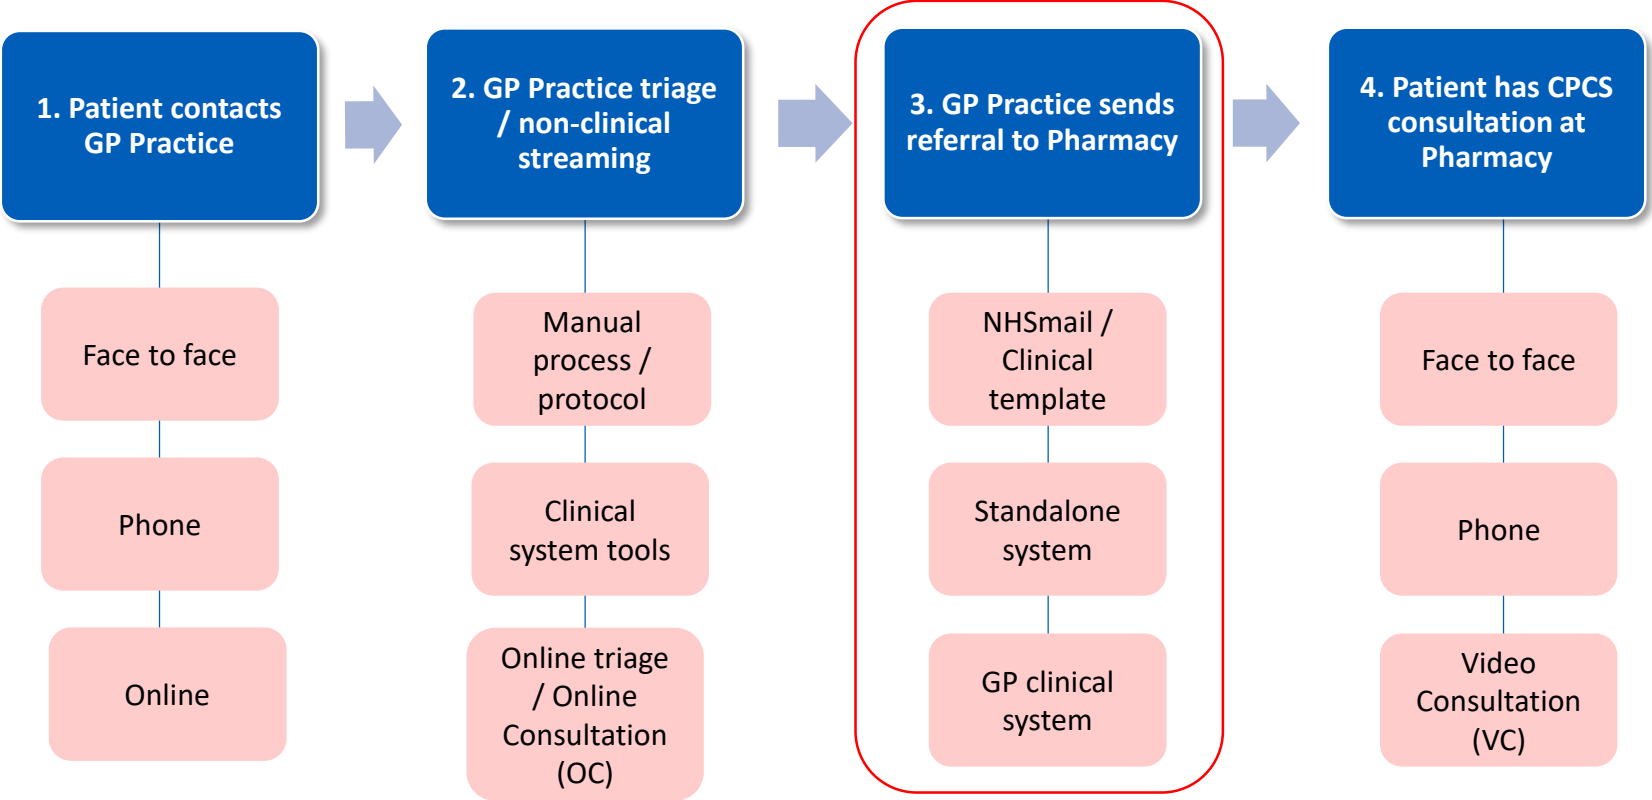 1. Patient contacts
GP Practice
Face to face
Phone
Online
2. GP Practice triage
/ non-clinical
streaming
Manual
process /
protocol
Clinical
system tools
Online triage
/ Online
Consultation
(OC)
3. GP Practice sends
referral to Pharmacy
NHSmail /
Clinical
template
Standalone
system
GP clinical
system
4. Patient has CPCS
consultation at
Pharmacy
Face to face
Phone
Video
Consultation
(VC)